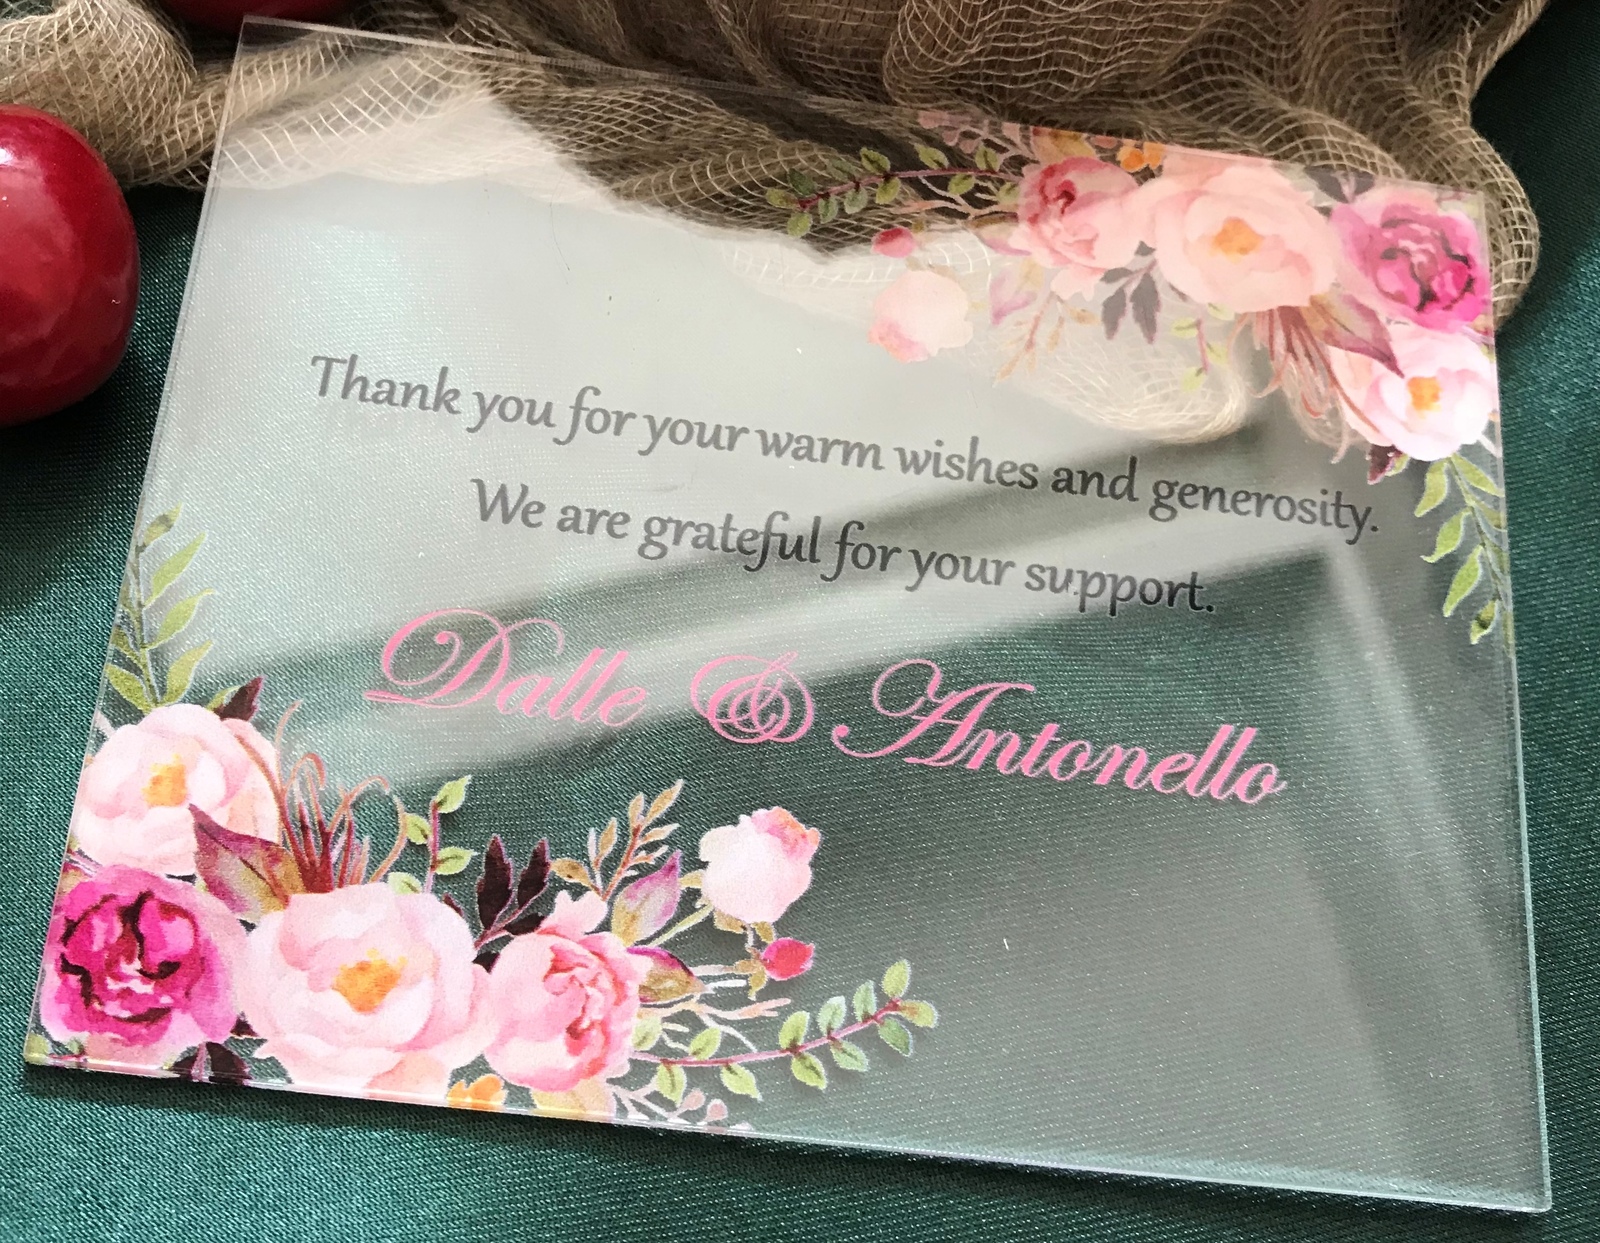 Thank you for your warm wishes and generosity.
We are grateful for your support.
Dalle & Antonello